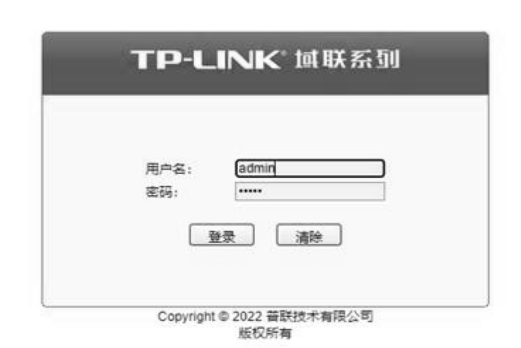 TP-LINK® 域联系列
用户名: admin
密码: •••••
登录 清除
Copyright © 2022 普联技术有限公司
版权所有